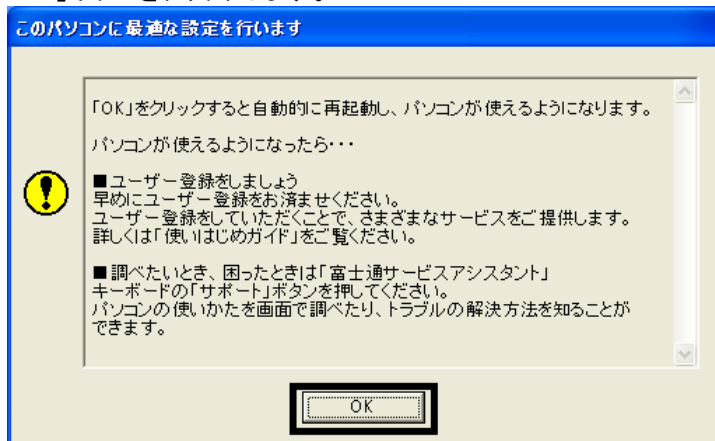 このパソコンに最適な設定を行います
「OK」をクリックすると自動的に再起動し、パソコンが使えるようになります。
パソコンが使えるようになったら・・・
■ユーザー登録をしましょう
早めにユーザー登録をお済ませください。
ユーザー登録をしていただくことで、さまざまなサービスをご提供します。
詳しくは「使いはじめガイド」をご覧ください。
■調べたいとき、困ったときは「富士通サービスアシスタント」
キーボードの「サポート」ボタンを押してください。
パソコンの使いかたを画面で調べたり、トラブルの解決方法を知ることが
できます。
OK